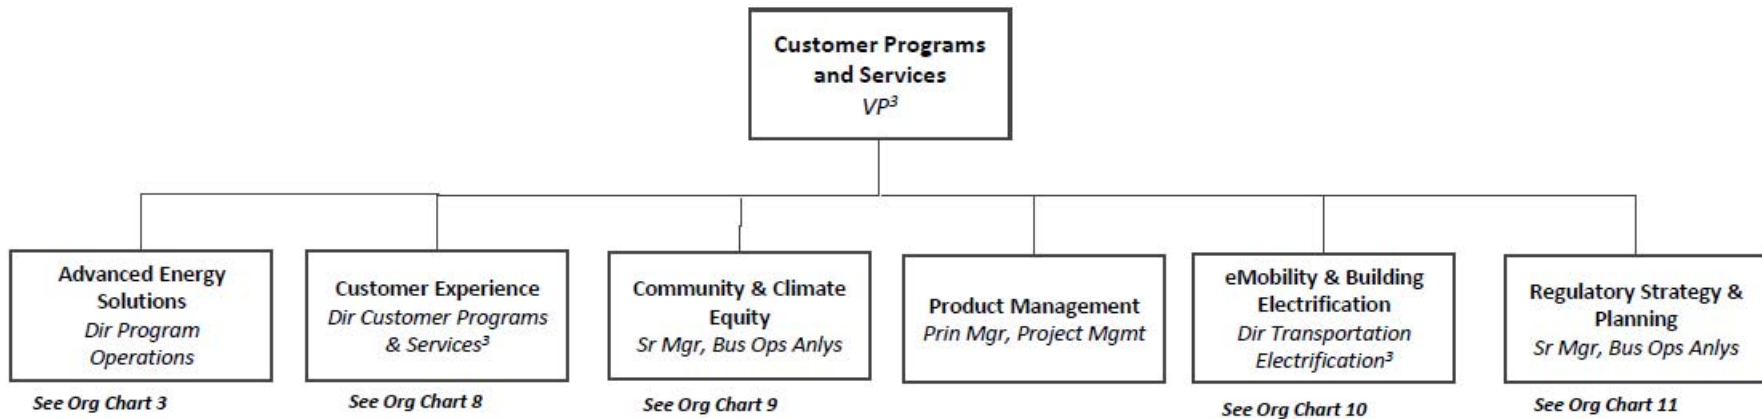 Customer Programs
and Services
VP³
Advanced Energy
Solutions
Dir Program
Operations
See Org Chart 3
Customer Experience
Dir Customer Programs
& Services³
See Org Chart 8
Community & Climate
Equity
Sr Mgr, Bus Ops Anlys
See Org Chart 9
Product Management
Prin Mgr, Project Mgmt
eMobility & Building
Electrification
Dir Transportation
Electrification³
See Org Chart 10
Regulatory Strategy &
Planning
Sr Mgr, Bus Ops Anlys
See Org Chart 11